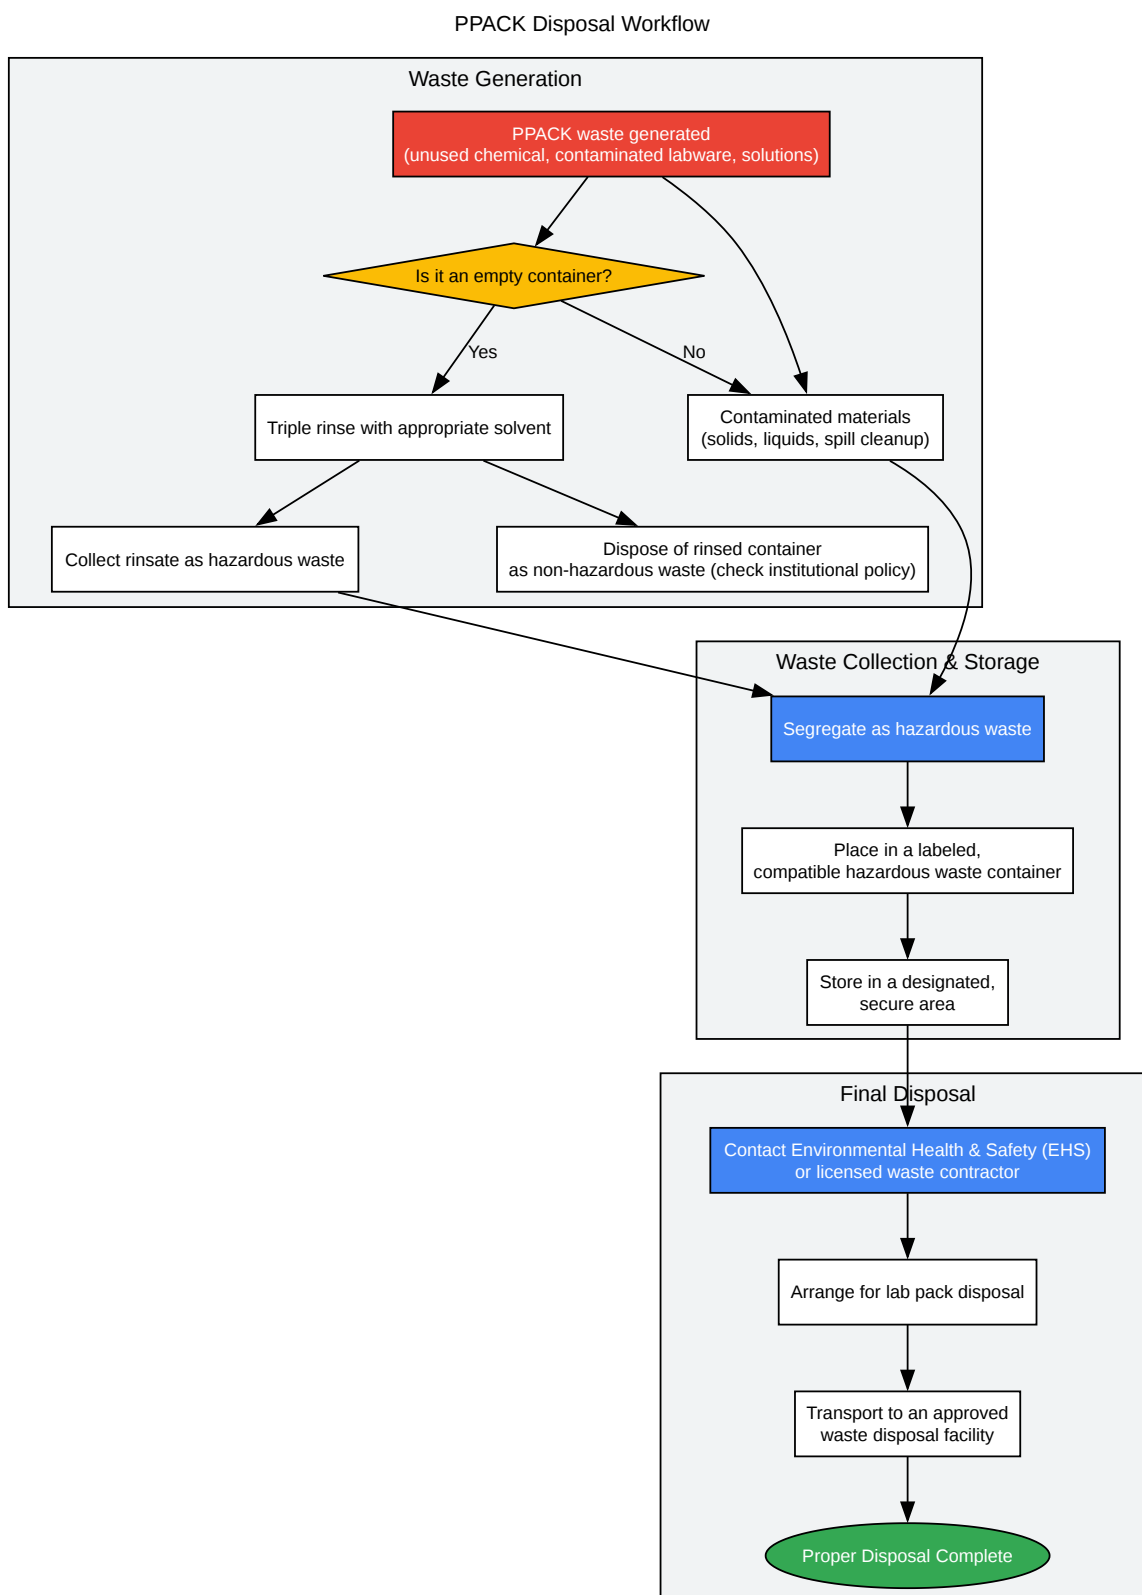 PPACK Disposal Workflow
Waste Generation
PPACK waste generated
(unused chemical, contaminated labware, solutions)
Is it an empty container?
Yes
No
Triple rinse with appropriate solvent
Contaminated materials
(solids, liquids, spill cleanup)
Collect rinsate as hazardous waste
Dispose of rinsed container
as non-hazardous waste (check institutional policy)
Waste Collection & Storage
Segregate as hazardous waste
Place in a labeled,
compatible hazardous waste container
Store in a designated,
secure area
Final Disposal
Contact Environmental Health & Safety (EHS)
or licensed waste contractor
Arrange for lab pack disposal
Transport to an approved
waste disposal facility
Proper Disposal Complete